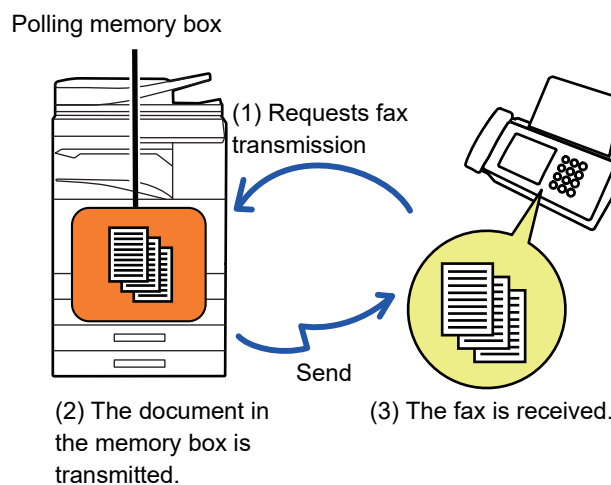 Polling memory box
(1) Requests fax
transmission
Send
(2) The document in
the memory box is
transmitted.
(3) The fax is received.